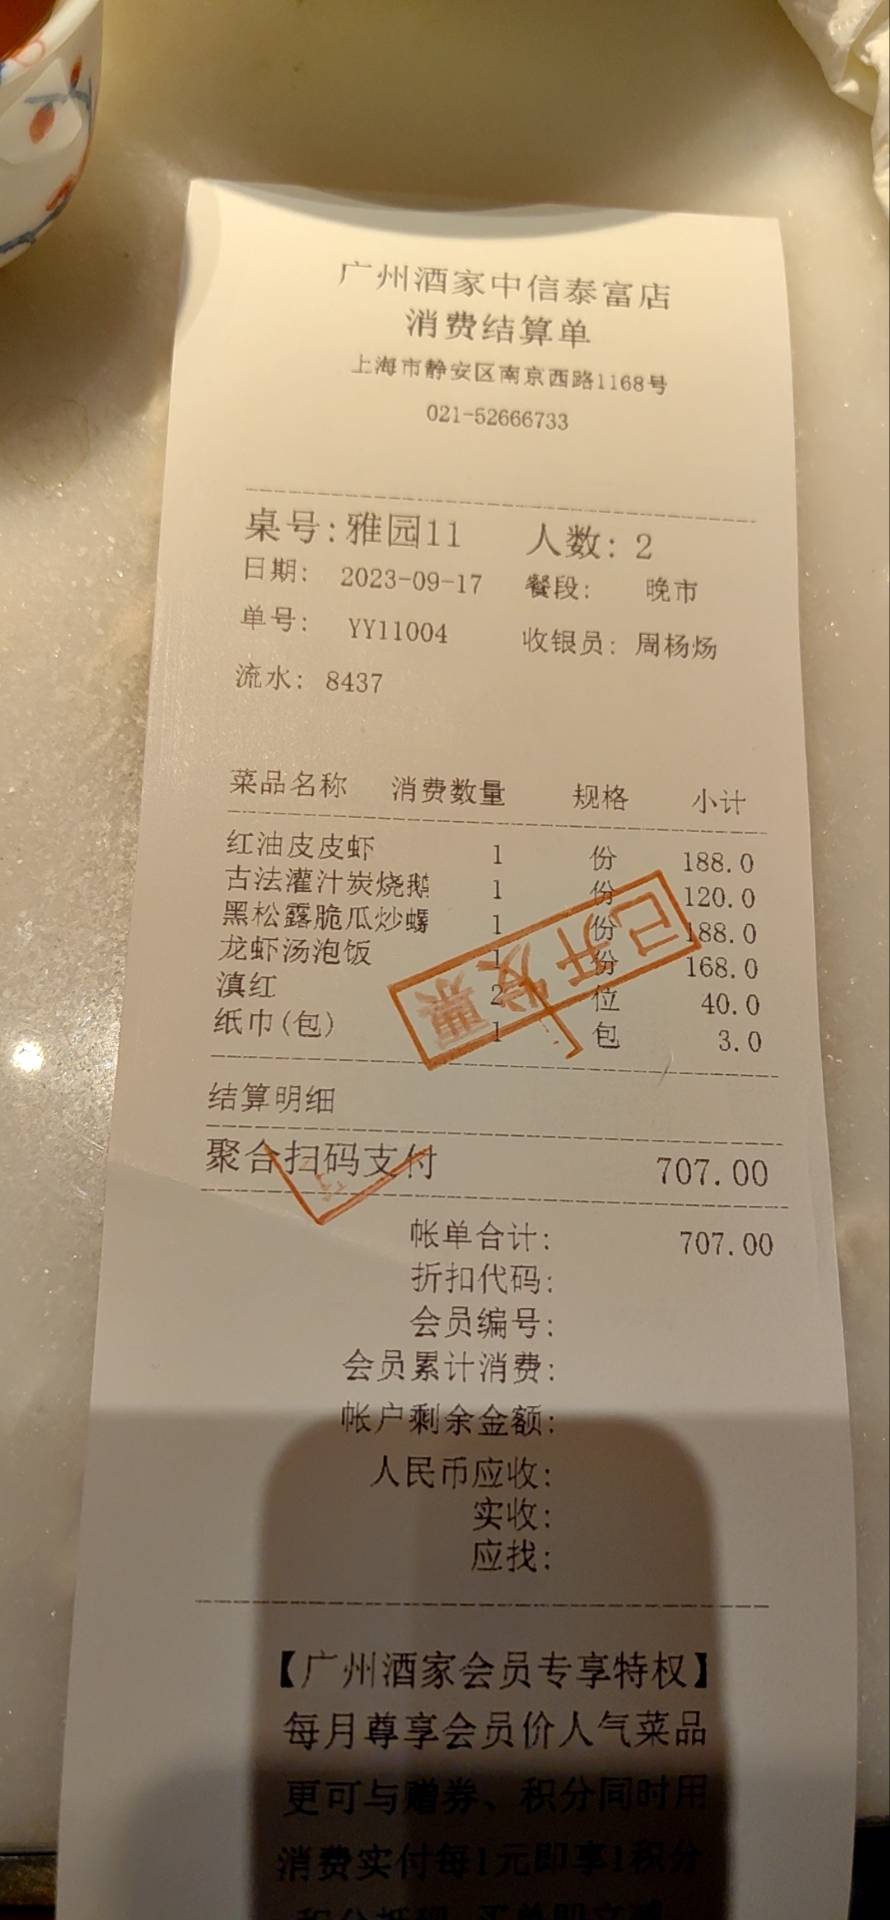 广州酒家中信泰富店
消费结算单
上海市静安区南京西路1168号
021-52666733
桌号:雅园11 人数: 2
日期: 2023-09-17 餐段: 晚市
单号: YY11004 收银员: 周杨炀
流水: 8437
菜品名称 消费数量 规格 小计
红油皮皮虾 1 份 188.0
古法灌汁炭烧鹅 1 份 120.0
黑松露脆瓜炒螺 1 份 188.0
龙虾汤泡饭 1 份 168.0
滇红 2 位 40.0
纸巾(包) 1 包 3.0
已开发票
结算明细
聚合扫码支付 707.00
帐单合计: 707.00
折扣代码:
会员编号:
会员累计消费:
帐户剩余金额:
人民币应收:
实收:
应找:
【广州酒家会员专享特权】
每月尊享会员价人气菜品
更可与赠券、积分同时用
消费实付每1元即享1积分